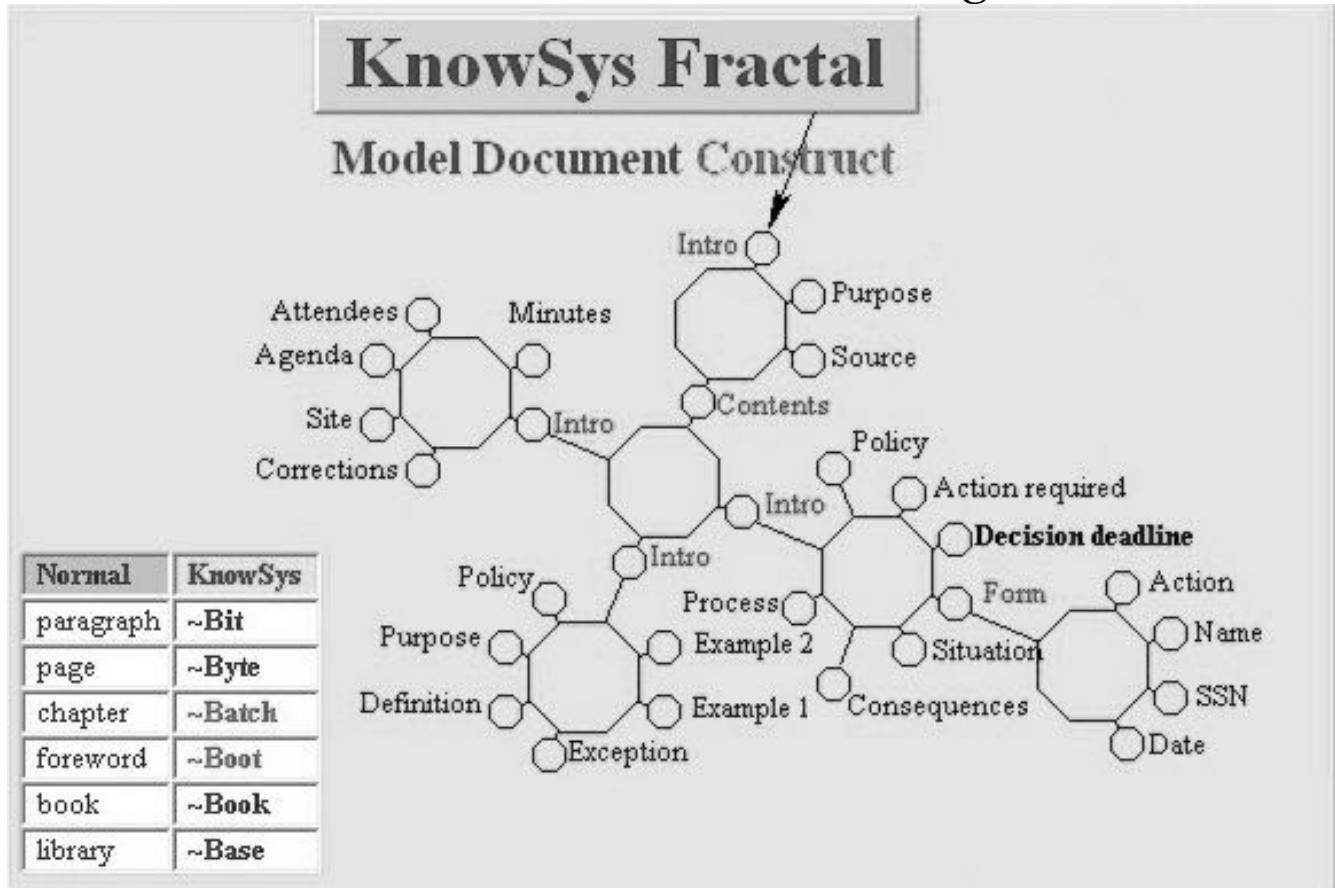 KnowSys Fractal
Model Document Construct
Intro
Purpose
Source
Contents
Attendees
Minutes
Agenda
Site
Intro
Corrections
Policy
Action required
Intro
Decision deadline
Process
Form
Situation
Consequences
Action
Name
SSN
Date
Intro
Policy
Purpose
Example 2
Definition
Example 1
Exception
Normal KnowSys
paragraph ~Bit
page ~Byte
chapter ~Batch
foreword ~Boot
book ~Book
library ~Base